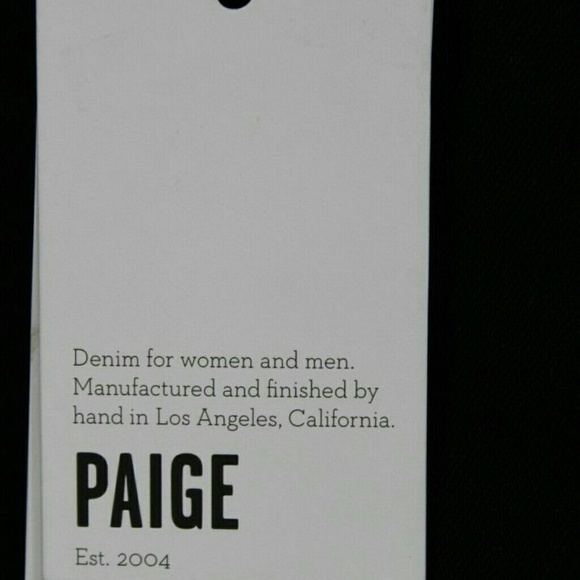 Denim for women and men.
Manufactured and finished by
hand in Los Angeles, California.
PAIGE
Est. 2004